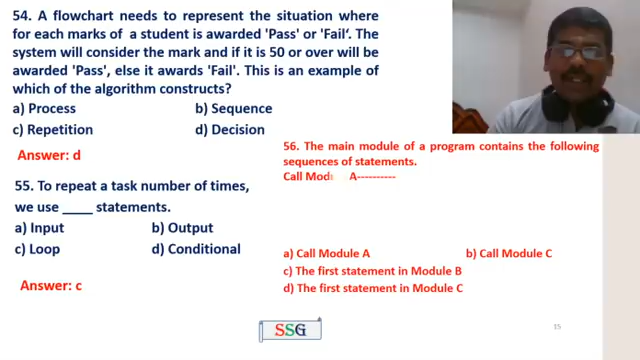 54. A flowchart needs to represent the situation where
for each marks of a student is awarded 'Pass' or 'Fail‘. The
system will consider the mark and if it is 50 or over will be
awarded 'Pass', else it awards 'Fail'. This is an example of
which of the algorithm constructs?
a) Process b) Sequence
c) Repetition d) Decision
Answer: d
55. To repeat a task number of times,
we use ____ statements.
a) Input b) Output
c) Loop d) Conditional
Answer: c
56. The main module of a program contains the following
sequences of statements.
Call Mod A----------
a) Call Module A b) Call Module C
c) The first statement in Module B
d) The first statement in Module C
SSG
15